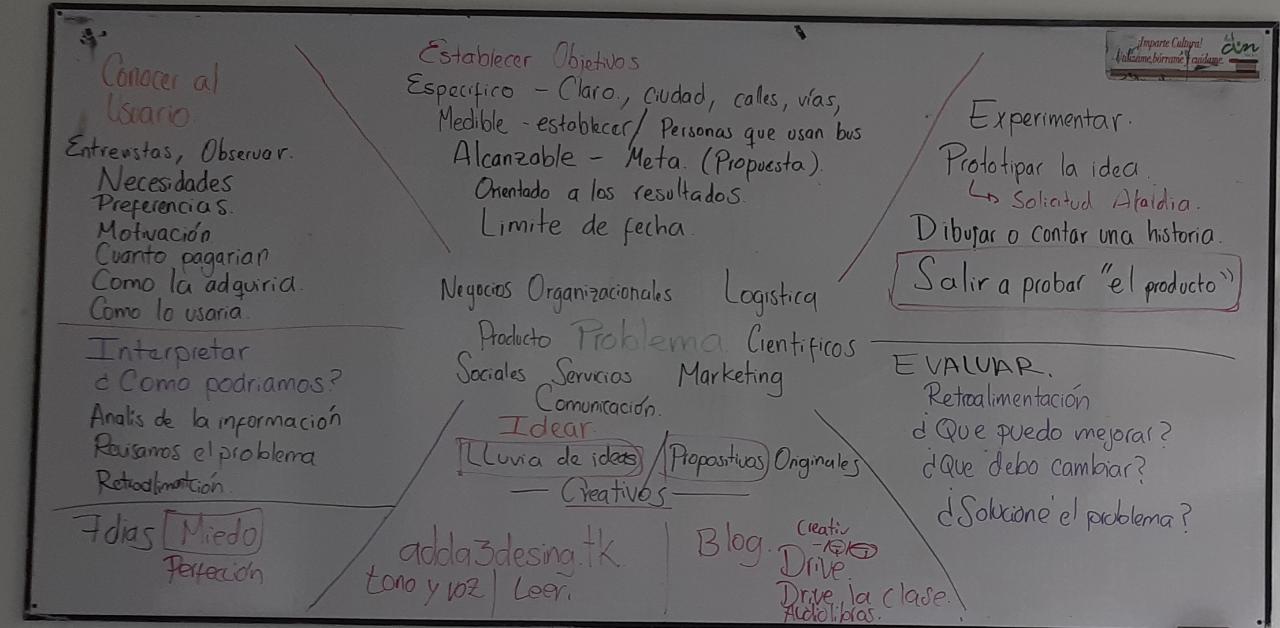 Conocer al
Usuario.
Entrevistas, Observar.
Necesidades
Preferencias.
Motivación
Cuanto pagarian
Como la adquiria.
Como lo usaria.
Interpretar
¿Como podriamos?
Analis de la información
Revisamos el problema
Retroalimentción
7 dias Miedo
Perfección
Establecer Objetivos
Especifico - Claro., ciudad, calles, vías,
Medible - establecer / Personas que usan bus
Alcanzable - Meta. (Propuesta).
Orientado a los resultados.
Limite de fecha.
Negocios Organizacionales Logistica
Producto Problema Cientificos
Sociales Servicios Marketing
Comunicación.
Idear
Lluvia de ideas / Propositivos Originales
Creativos
adda3desing.tk.
tono y voz | Leer.
Blog.
Creativ
Drive
Drive la clase.
Audiolibros.
¡Imparte Cultura!
Utilízame, bórrame y cuídame
Experimentar.
Prototipar la idea.
↳ Solicitud Alcaldia.
Dibujar o contar una historia.
Salir a probar "el producto"
EVALUAR.
Retroalimentación
¿Que puedo mejorar?
¿Que debo cambiar?
¿Solucione el problema?